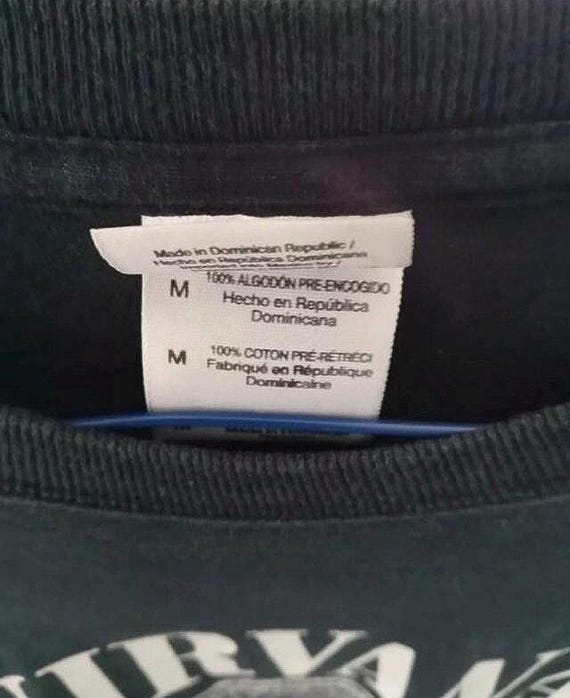 Made in Dominican Republic /
Hecho en República Dominicana
M 100% ALGODÓN PRE-ENCOGIDO
Hecho en República
Dominicana
M 100% COTON PRÉ-RÉTRÉCI
Fabriqué en République
Dominicaine
NIRVANA